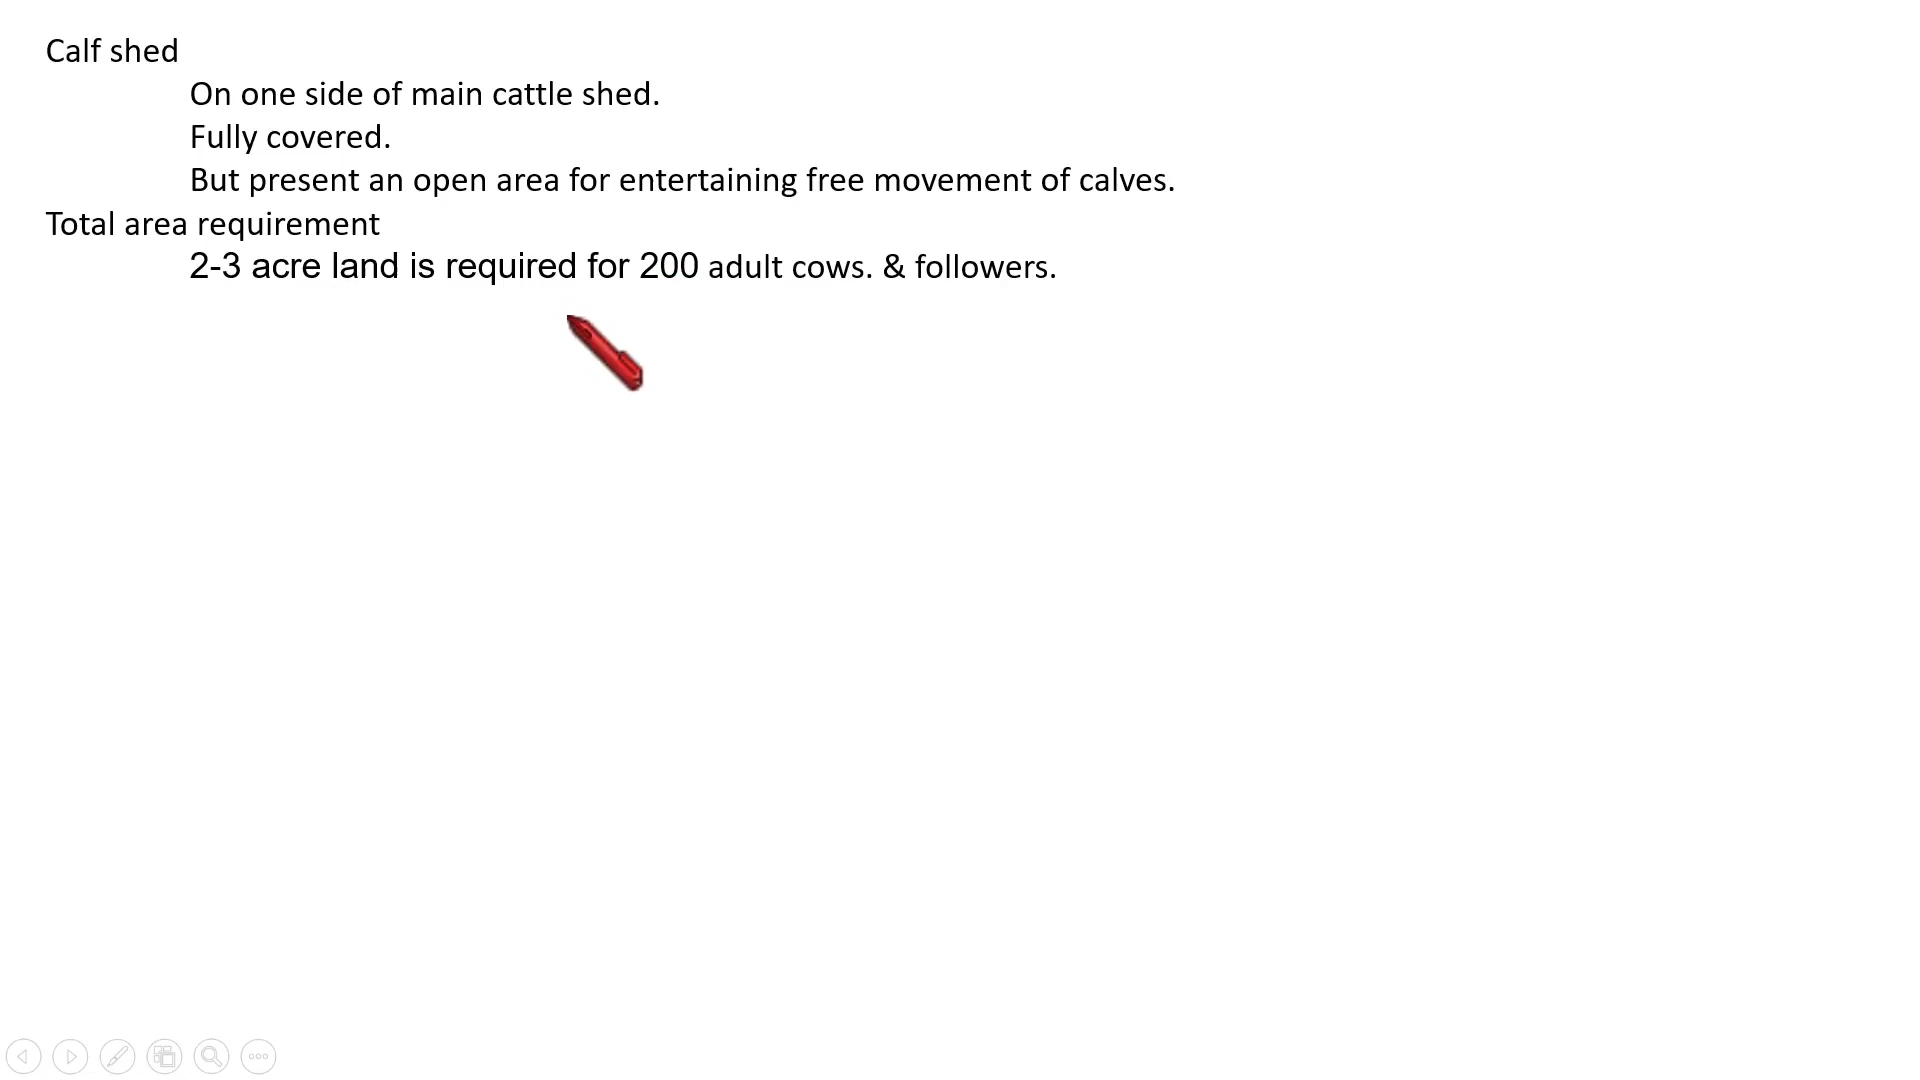 Calf shed
On one side of main cattle shed.
Fully covered.
But present an open area for entertaining free movement of calves.
Total area requirement
2-3 acre land is required for 200 adult cows. & followers.